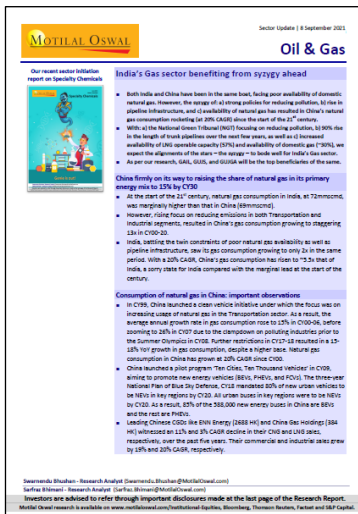 MOTILAL OSWAL
Sector Update | 8 September 2021
Oil & Gas
Our recent sector initiation
report on Specialty Chemicals
India's Gas sector benefiting from syzygy ahead
Both India and China have been in the same boat, facing poor availability of domestic
natural gas. However, the syzygy of: a) strong policies for reducing pollution, b) rise in
pipeline infrastructure, and c) availability of natural gas has resulted in China's natural
gas consumption rocketing (at 20% CAGR) since the start of the 21st century.
With: a) the National Green Tribunal (NGT) focusing on reducing pollution, b) 90% rise
in the length of trunk pipelines over the next few years, as well as c) increased
availability of LNG operable capacity (57%) and availability of domestic gas (~30%), we
expect the alignments of the stars – the syzygy – to bode well for India's Gas sector.
As per our research, GAIL, GUJS, and GUJGA will be the top beneficiaries of the same.
China firmly on its way to raising the share of natural gas in its primary
energy mix to 15% by CY30
At the start of the 21st century, natural gas consumption in India, at 72mmscmd,
was marginally higher than that in China (69mmscmd).
However, rising focus on reducing emissions in both Transportation and
Industrial segments, resulted in China's gas consumption growing to staggering
13x in CY00-20.
India, battling the twin constraints of poor natural gas availability as well as
pipeline infrastructure, saw its gas consumption growing to only 2x in the same
period. With a 20% CAGR, China's gas consumption has risen to ~5.5x that of
India, a sorry state for India compared with the marginal lead at the start of the
century.
Consumption of natural gas in China: important observations
In CY99, China launched a clean vehicle initiative under which the focus was on
increasing usage of natural gas in the Transportation sector. As a result, the
average annual growth rate in gas consumption rose to 15% in CY00-06, before
zooming to 26% in CY07 due to the clampdown on polluting industries prior to
the Summer Olympics in CY08. Further restrictions in CY17-18 resulted in a 15-
18% YoY growth in gas consumption, despite a higher base. Natural gas
consumption in China has grown at 20% CAGR since CY00.
China launched a pilot program 'Ten Cities, Ten Thousand Vehicles' in CY09,
aiming to promote new energy vehicles (BEVs, PHEVs, and FCVs). The three-year
National Plan of Blue Sky Defense, CY18 mandated 80% of new urban vehicles to
be NEVs in key regions by CY20. All urban buses in key regions were to be NEVs
by CY20. As a result, 85% of the 588,000 new energy buses in China are BEVs
and the rest are PHEVs.
Leading Chinese CGDs like ENN Energy (2688 HK) and China Gas Holdings (384
HK) witnessed an 11% and 5% CAGR decline in their CNG and LNG sales,
respectively, over the past five years. Their commercial and industrial sales grew
by 19% and 20% CAGR, respectively.
Swarnendu Bhushan - Research Analyst (Swarnendu.Bhushan@MotilalOswal.com)
Sarfraz Bhimani - Research Analyst (Sarfraz.Bhimani@MotilalOswal.com)
Investors are advised to refer through important disclosures made at the last page of the Research Report.
Motilal Oswal research is available on www.motilaloswal.com/Institutional-Equities, Bloomberg, Thomson Reuters, Factset and S&P Capital.